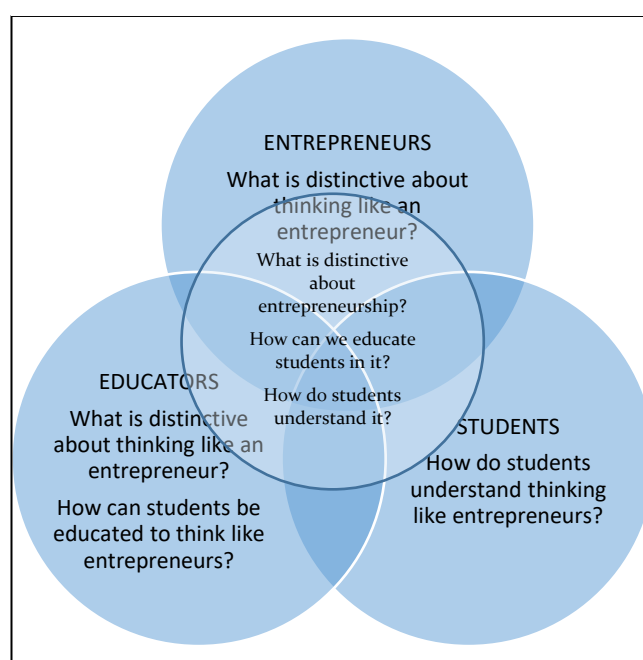 ENTREPRENEURS
What is distinctive about
thinking like an
entrepreneur?
What is distinctive
about
entrepreneurship?
How can we educate
students in it?
How do students
understand it?
EDUCATORS
What is distinctive
about thinking like an
entrepreneur?
How can students be
educated to think like
entrepreneurs?
STUDENTS
How do students
understand thinking
like entrepreneurs?